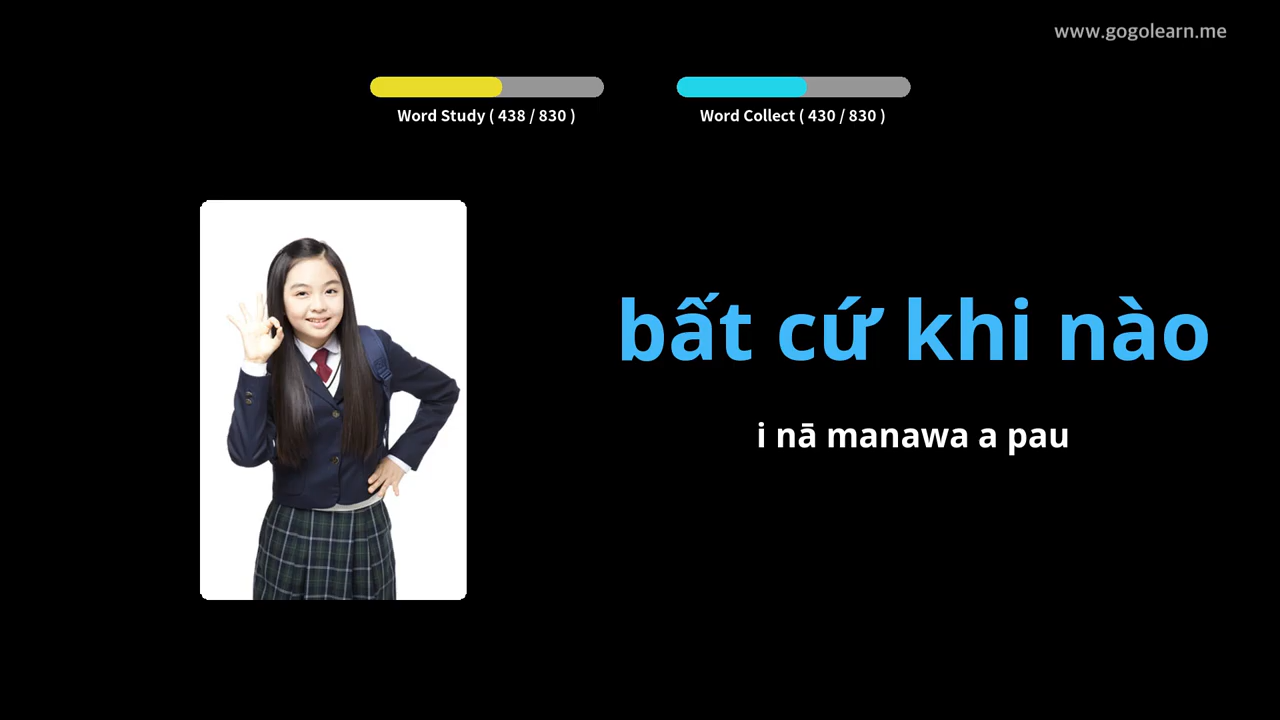 www.gogolearn.me
Word Study ( 438 / 830 )
Word Collect ( 430 / 830 )
bất cứ khi nào
i nā manawa a pau